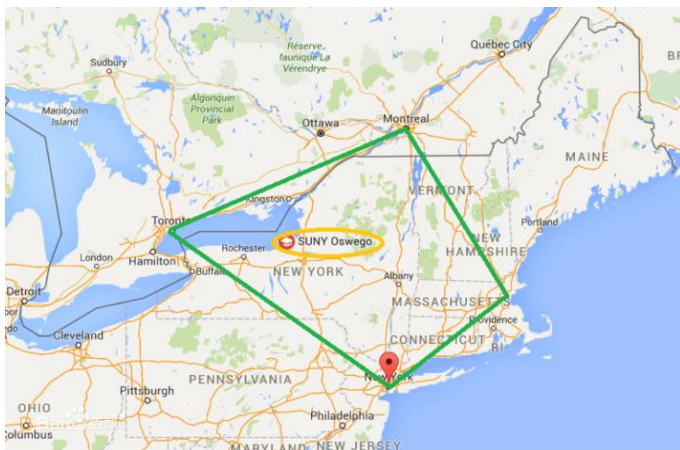 Réserve
faunique La
Vérendrye
Québec City
Sudbury
Algonquin
Provincial
Park
Manitoulin
Island
Ottawa
Montreal
MAINE
VERMONT
Kingston
Toronto
SUNY Oswego
Portland
NEW
HAMPSHIRE
London
Hamilton
Rochester
Buffalo
NEW YORK
Albany
Detroit
MASSACHUSETTS
Providence
Cleveland
CONNECTICUT
RI
New York
PENNSYLVANIA
Pittsburgh
OHIO
Philadelphia
Columbus
MARYLAND
NEW JERSEY